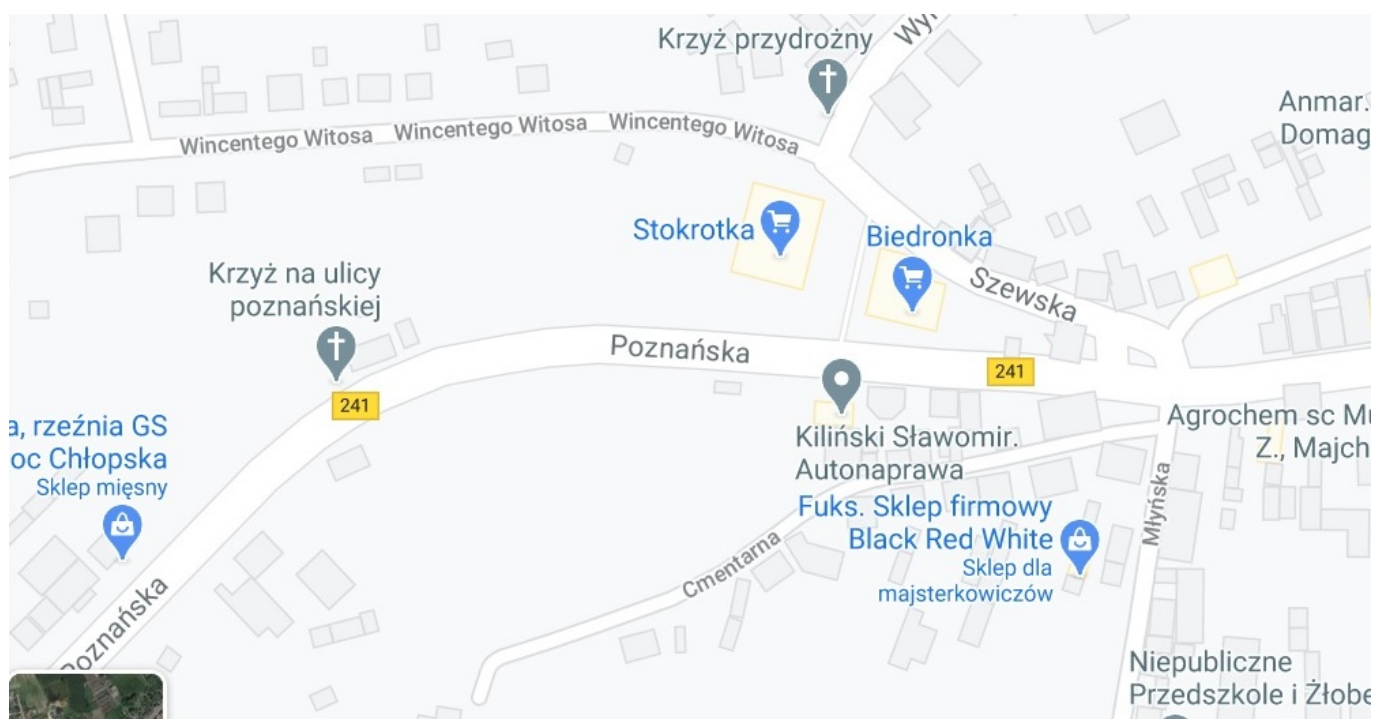 Krzyż przydrożny
Anmar.
Domag
Wincentego Witosa Wincentego Witosa Wincentego Witosa
Stokrotka
Biedronka
Krzyż na ulicy
poznańskiej
Szewska
Poznańska
241
241
a, rzeźnia GS
oc Chłopska
Sklep mięsny
Kiliński Sławomir.
Autonaprawa
Agrochem sc Mu
Z., Majch
Młyńska
Fuks. Sklep firmowy
Black Red White
Sklep dla
majsterkowiczów
Cmentarna
Poznańska
Niepubliczne
Przedszkole i Żłobe